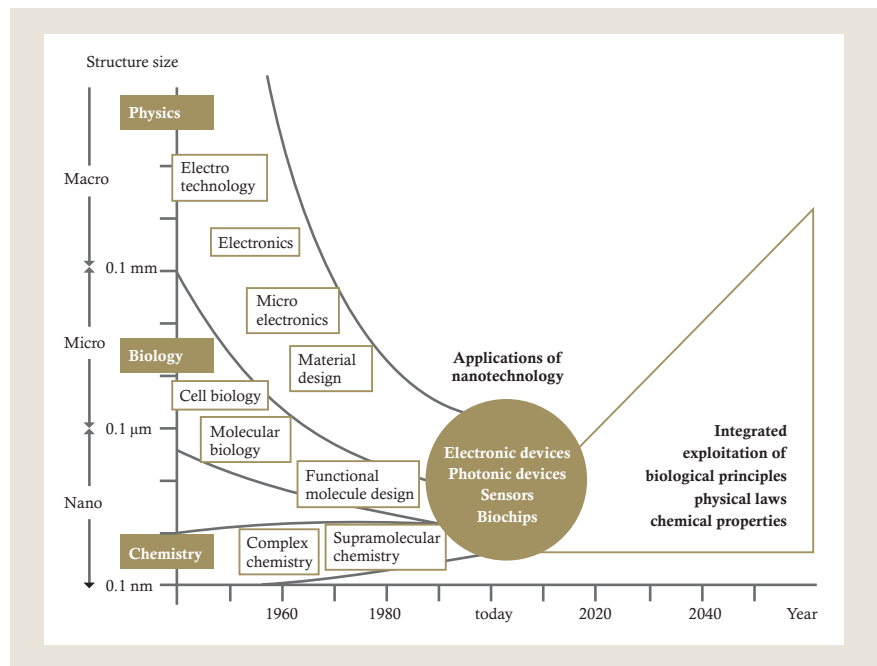 Structure size
Physics
Electro
technology
Macro
Electronics
0.1 mm
Micro
electronics
Micro
Biology
Material
design
Applications of
nanotechnology
Cell biology
0.1 μm
Molecular
biology
Functional
molecule design
Electronic devices
Photonic devices
Sensors
Biochips
Integrated
exploitation of
biological principles
physical laws
chemical properties
Nano
Chemistry
Complex
chemistry
Supramolecular
chemistry
0.1 nm
1960
1980
today
2020
2040
Year